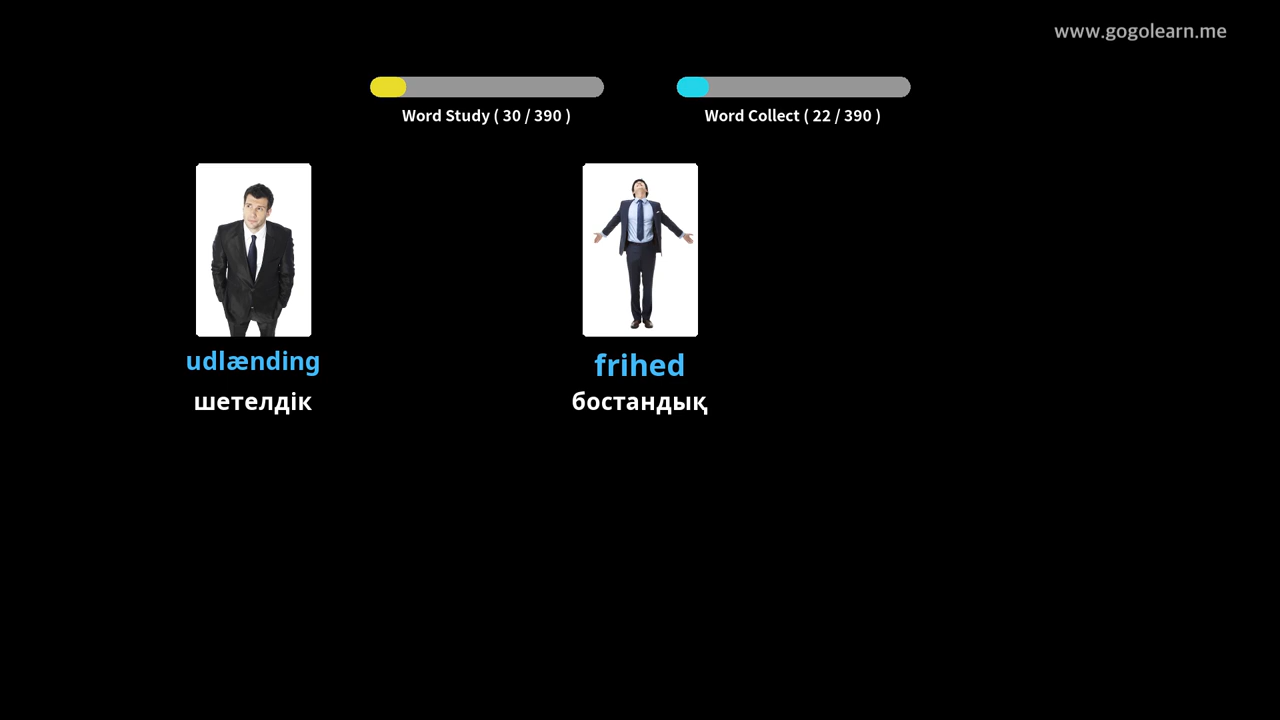 www.gogolearn.me
Word Study ( 30 / 390 )
Word Collect ( 22 / 390 )
udlænding
шетелдік
frihed
бостандық